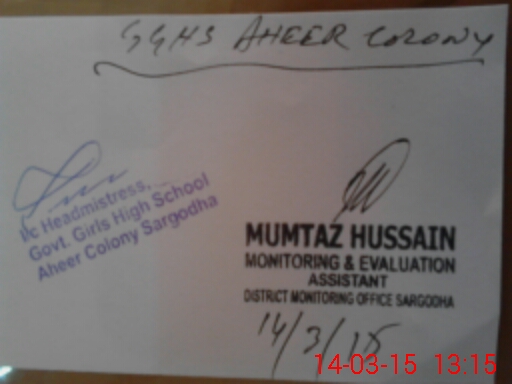 GGHS AHEER COLONY
I/c Headmistress,
Govt. Girls High School
Aheer Colony Sargodha
MUMTAZ HUSSAIN
MONITORING & EVALUATION
ASSISTANT
DISTRICT MONITORING OFFICE SARGODHA
14/3/15
14-03-15 13:15